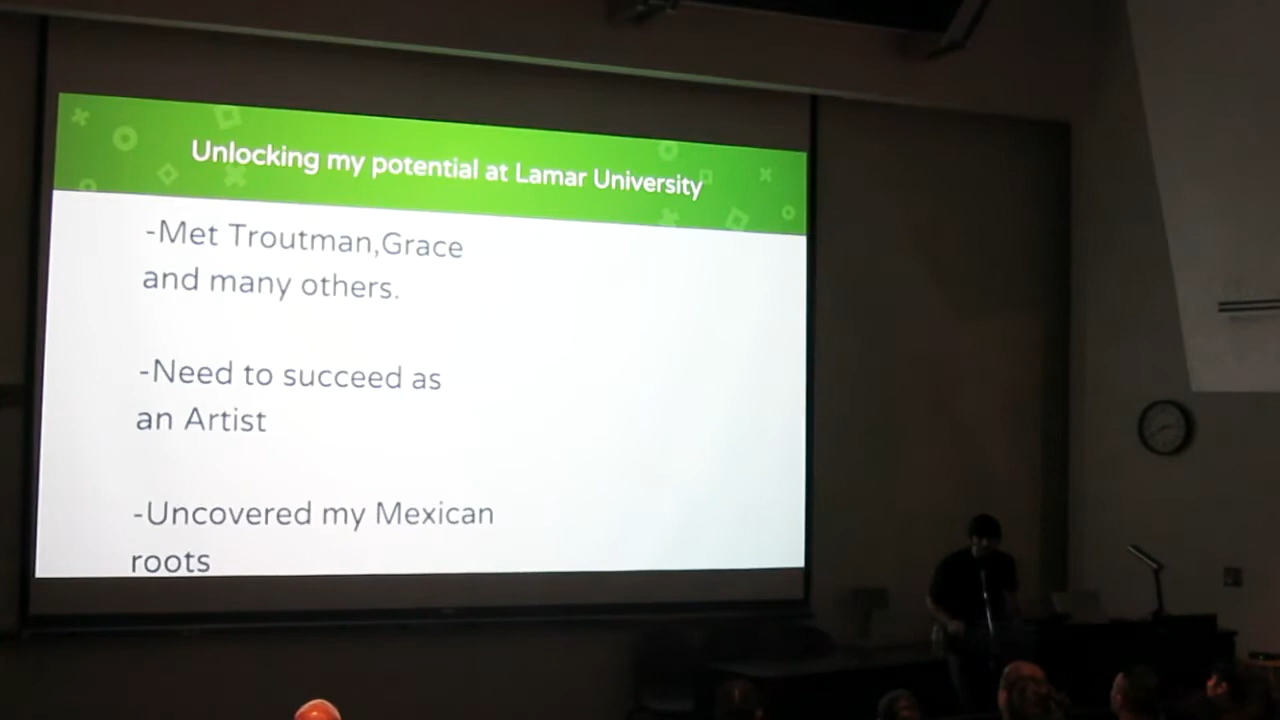 Unlocking my potential at Lamar University
-Met Troutman,Grace
and many others.
-Need to succeed as
an Artist
-Uncovered my Mexican
roots